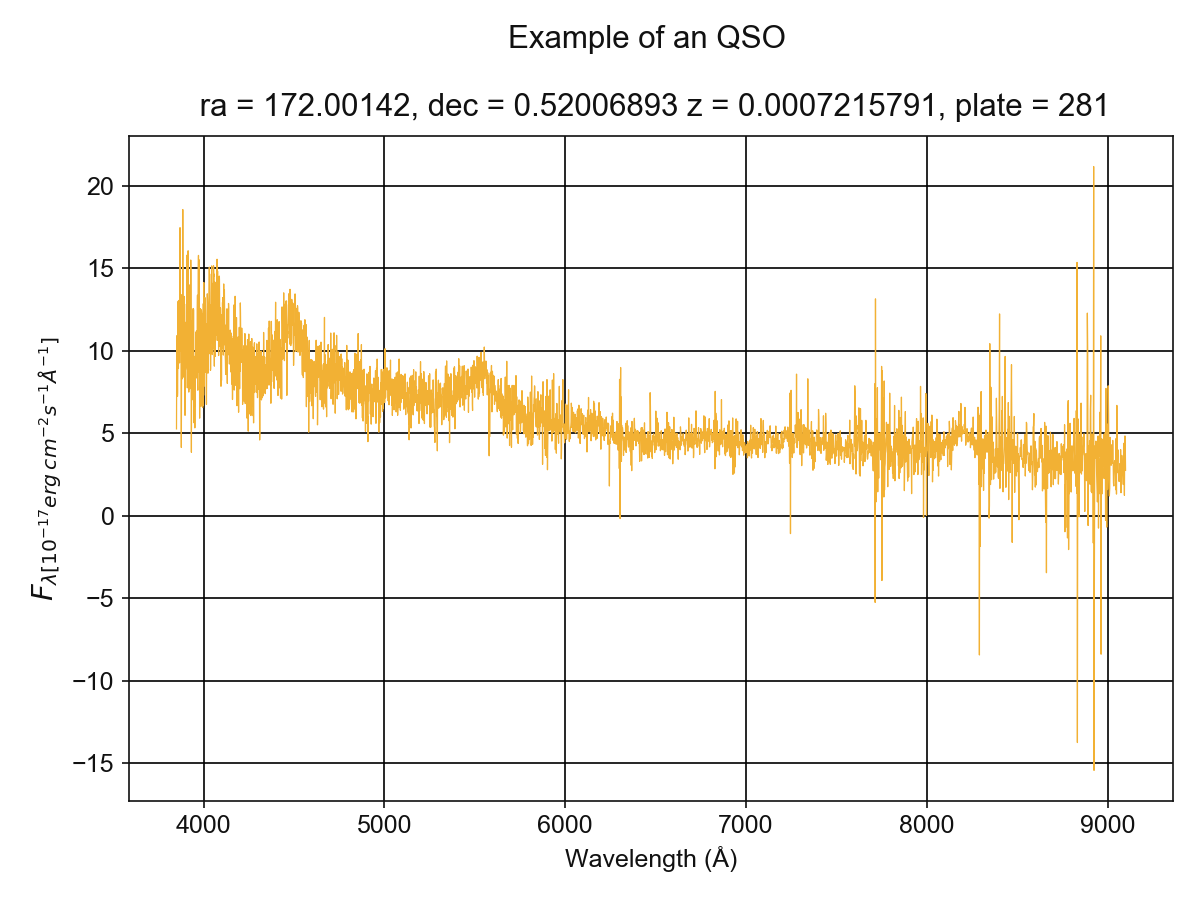 Example of an QSO
ra = 172.00142, dec = 0.52006893 z = 0.0007215791, plate = 281
20
15
10
5
0
−5
−10
−15
F_{λ[10^{−17}erg cm^{−2}s^{−1}Å^{−1}]}
4000 5000 6000 7000 8000 9000
Wavelength (Å)